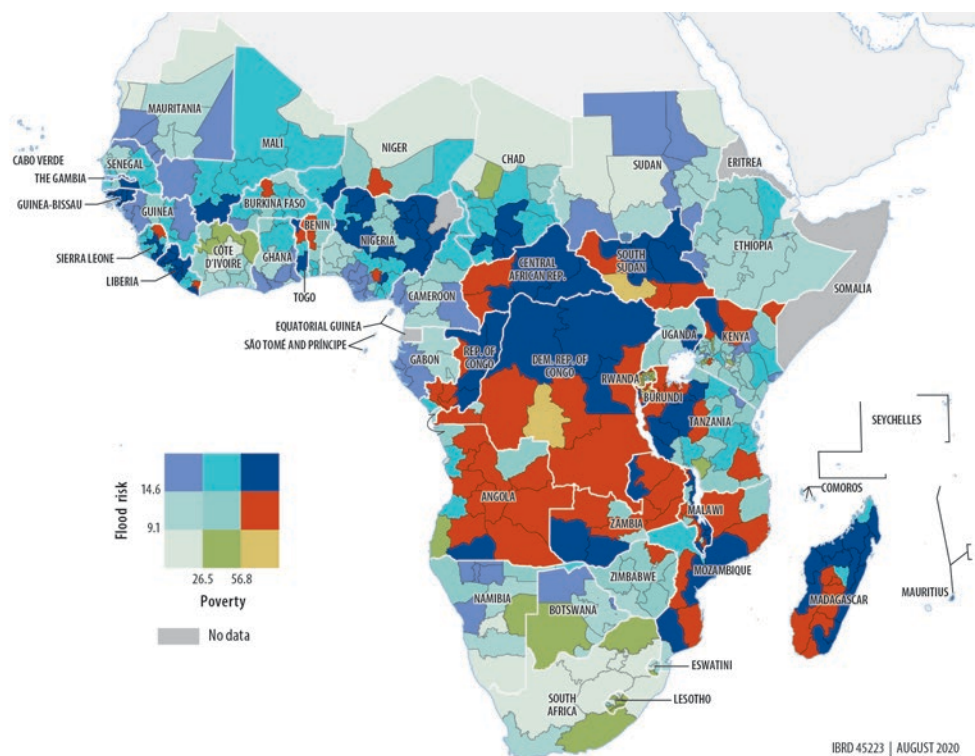 MAURITANIA
MALI
NIGER
CHAD
SUDAN
ERITREA
CABO VERDE
SENEGAL
THE GAMBIA
GUINEA-BISSAU
GUINEA
BURKINA FASO
BENIN
NIGERIA
CÔTE
D'IVOIRE
GHANA
SIERRA LEONE
LIBERIA
TOGO
CAMEROON
CENTRAL
AFRICAN REP.
SOUTH
SUDAN
ETHIOPIA
SOMALIA
EQUATORIAL GUINEA
SÃO TOMÉ AND PRÍNCIPE
GABON
REP. OF
CONGO
DEM. REP. OF
CONGO
UGANDA
KENYA
RWANDA
BURUNDI
TANZANIA
SEYCHELLES
COMOROS
ANGOLA
ZAMBIA
MALAWI
MOZAMBIQUE
ZIMBABWE
MADAGASCAR
MAURITIUS
NAMIBIA
BOTSWANA
ESWATINI
LESOTHO
SOUTH
AFRICA
Flood risk
14.6
9.1
26.5 56.8
Poverty
No data
IBRD 45223 | AUGUST 2020